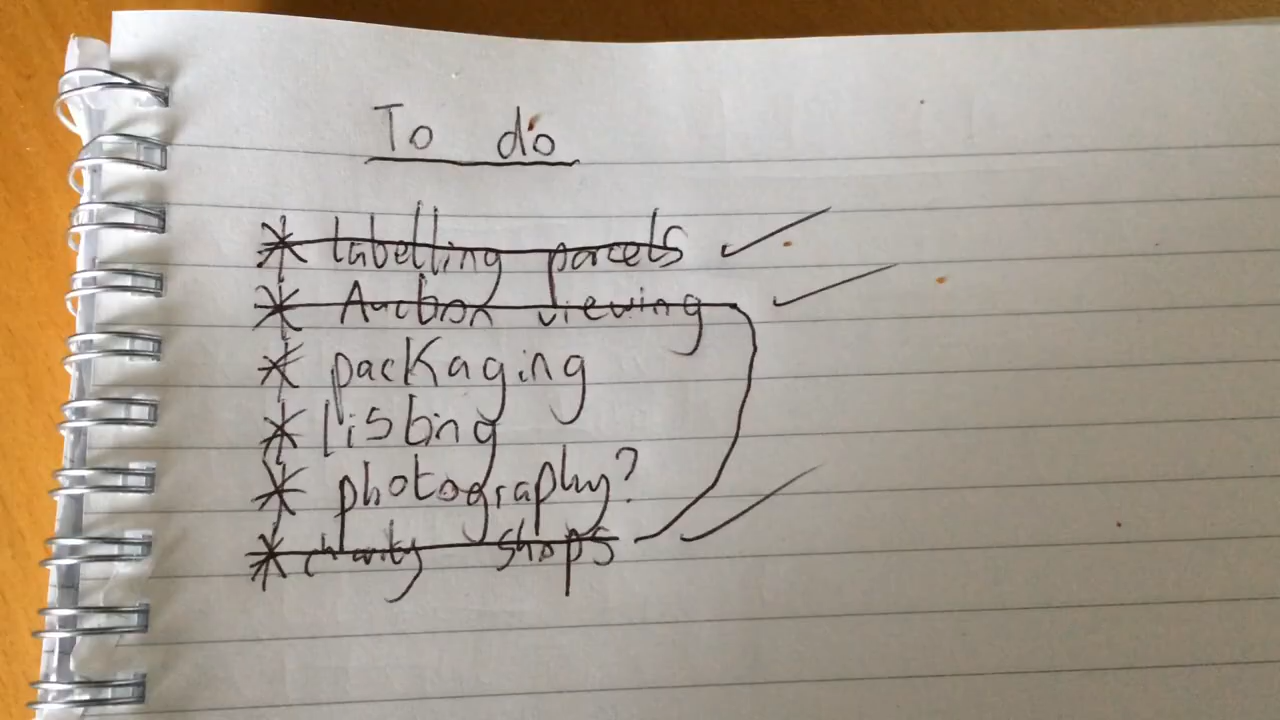 To do
* labelling parcels ✓
* Auction viewing ✓
* packaging
* listing
* photography?
* charity shops ✓